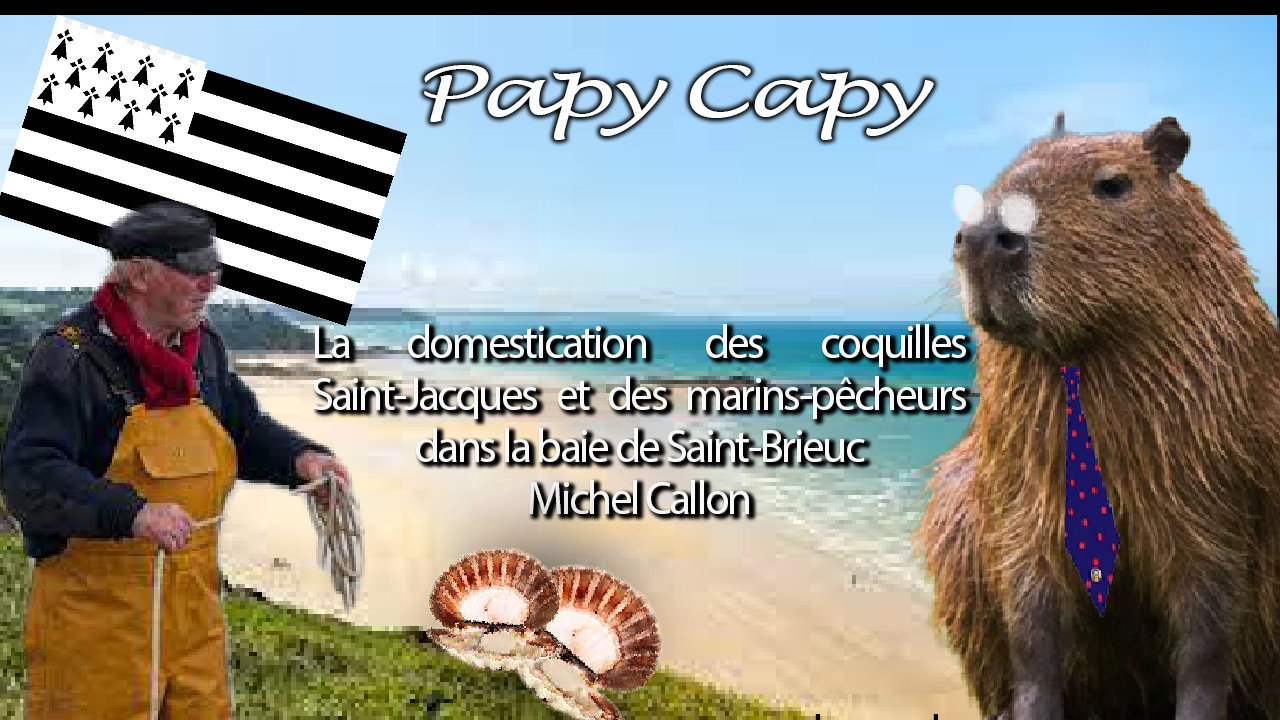 Papy Capy
La domestication des coquilles
Saint-Jacques et des marins-pêcheurs
dans la baie de Saint-Brieuc
Michel Callon